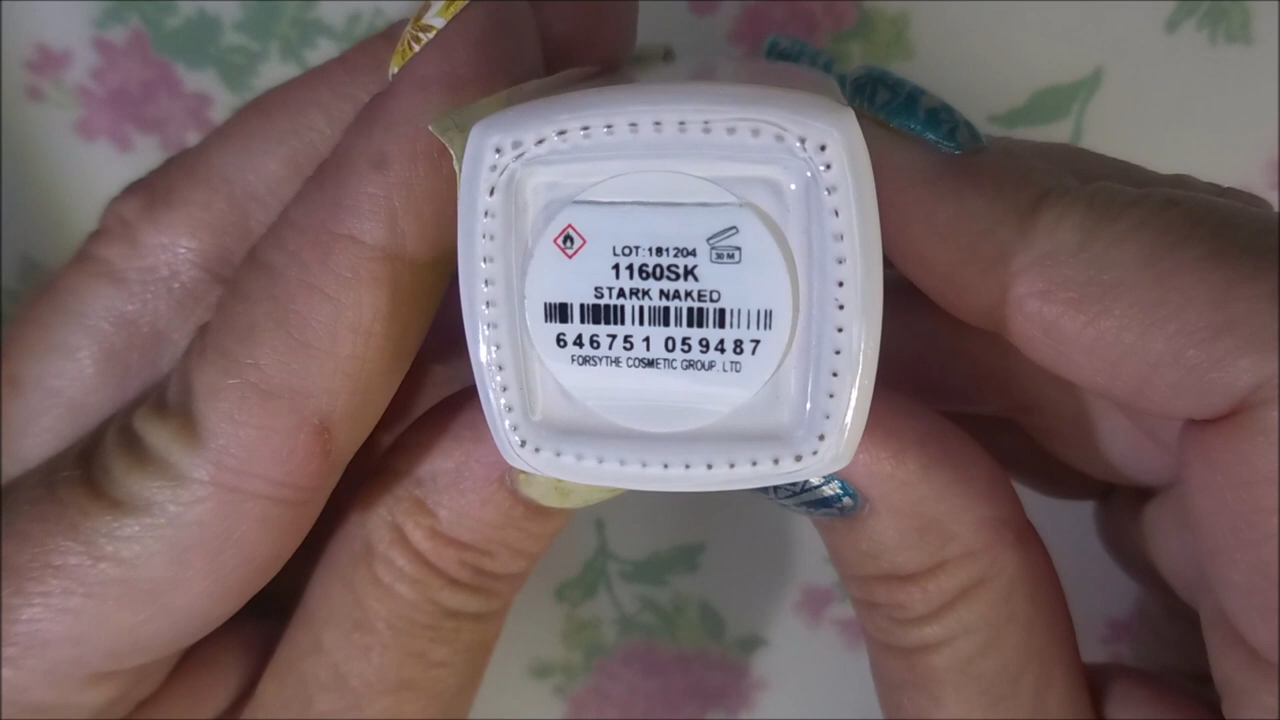 LOT:181204
30 M
1160SK
STARK NAKED
646751 059487
FORSYTHE COSMETIC GROUP. LTD